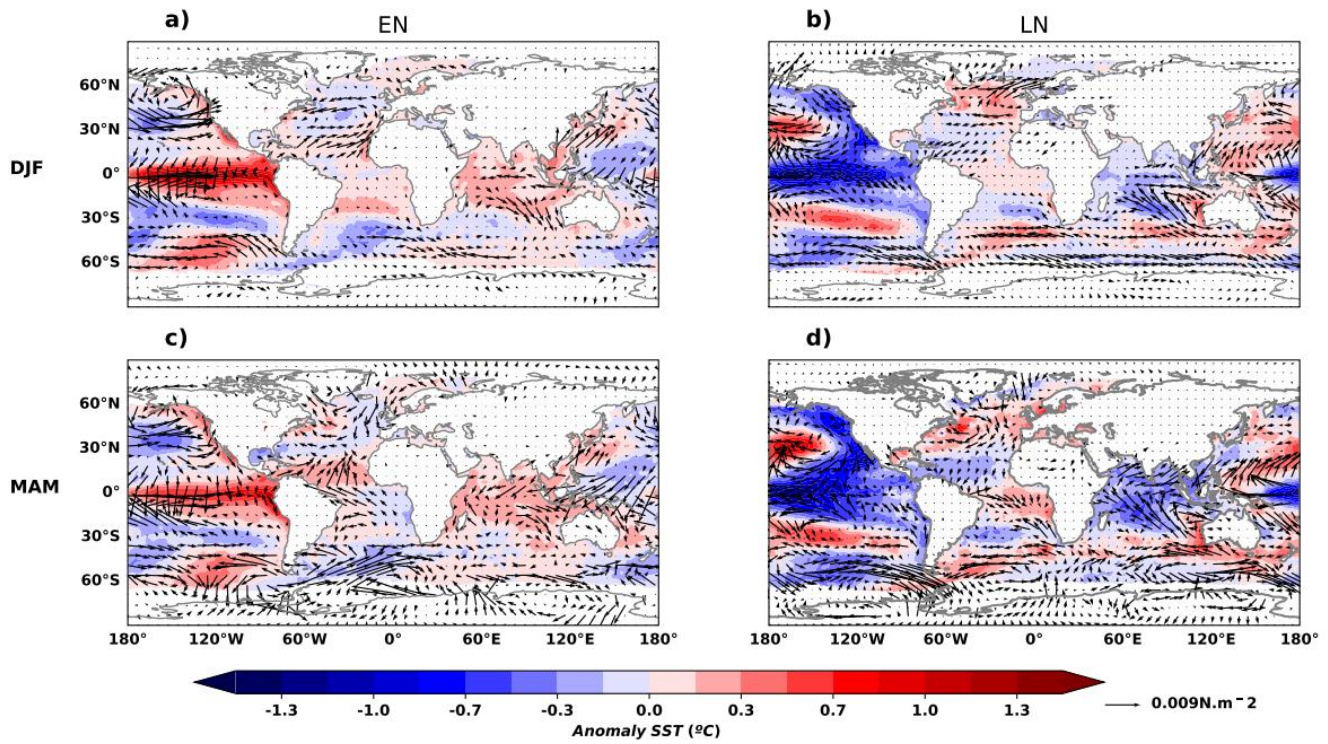 a) EN b) LN
60°N
30°N
DJF 0°
30°S
60°S
c) d)
60°N
30°N
MAM 0°
30°S
60°S
180° 120°W 60°W 0° 60°E 120°E 180° 180° 120°W 60°W 0° 60°E 120°E 180°
-1.3 -1.0 -0.7 -0.3 0.0 0.3 0.7 1.0 1.3 0.009N.m⁻2
Anomaly SST (ºC)